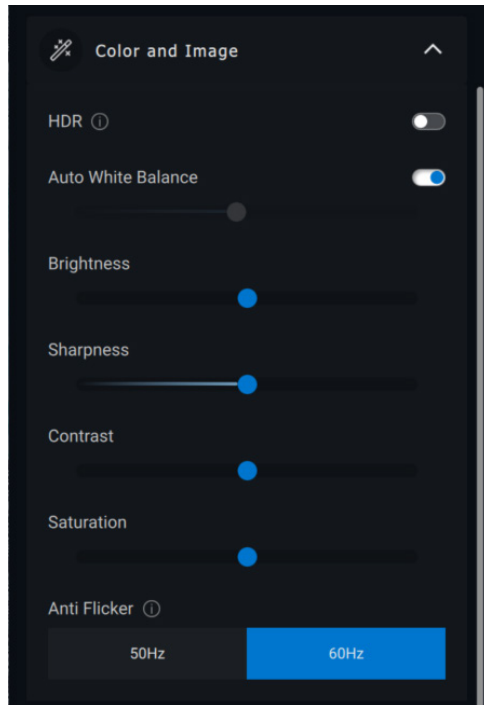 Color and Image
HDR
Auto White Balance
Brightness
Sharpness
Contrast
Saturation
Anti Flicker
50Hz 60Hz